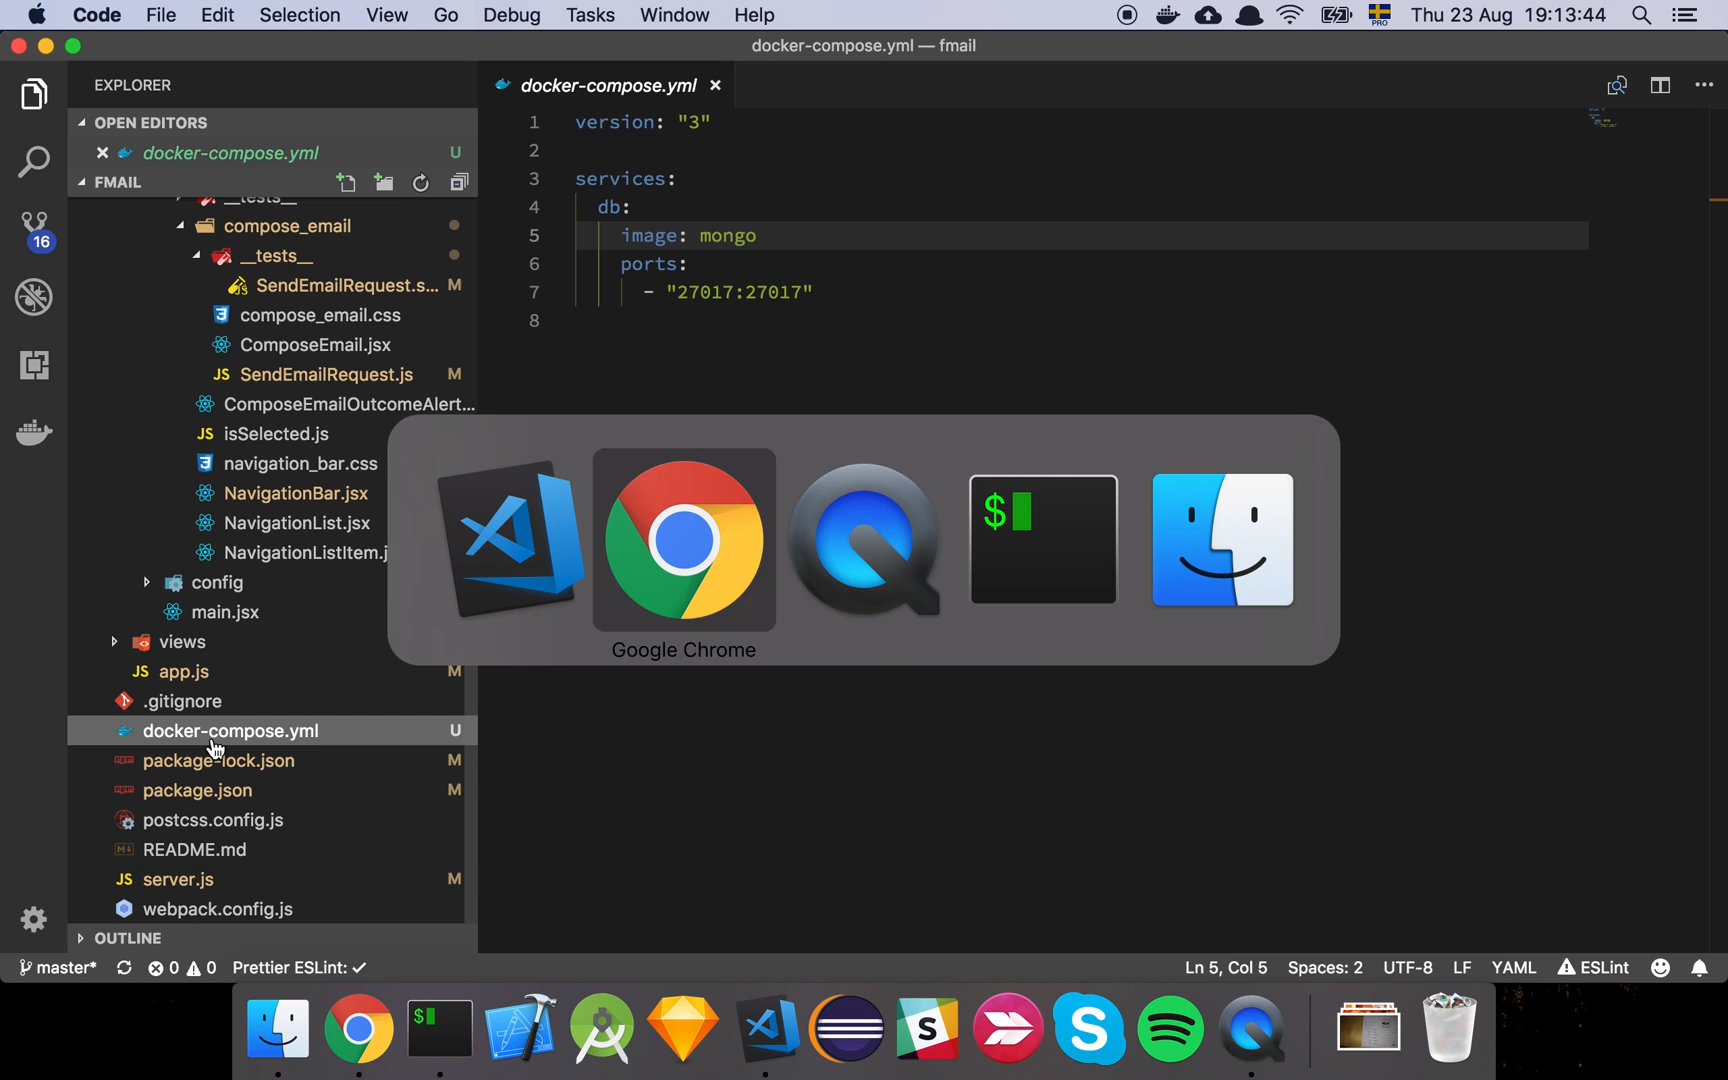 Code File Edit Selection View Go Debug Tasks Window Help PRO Thu 23 Aug 19:13:44
docker-compose.yml — fmail
EXPLORER
docker-compose.yml
OPEN EDITORS
docker-compose.yml U
FMAIL
__tests__
compose_email
__tests__
SendEmailRequest.s... M
compose_email.css
ComposeEmail.jsx
JS SendEmailRequest.js M
ComposeEmailOutcomeAlert...
JS isSelected.js
navigation_bar.css
NavigationBar.jsx
NavigationList.jsx
NavigationListItem.j
config
main.jsx
views
JS app.js M
.gitignore
docker-compose.yml U
package-lock.json M
package.json M
postcss.config.js
README.md
JS server.js M
webpack.config.js
OUTLINE
16
1 version: "3"
2
3 services:
4 db:
5 image: mongo
6 ports:
7 - "27017:27017"
8
$
Google Chrome
master* 0 0 Prettier ESLint: ✓ Ln 5, Col 5 Spaces: 2 UTF-8 LF YAML ESLint
$ S S